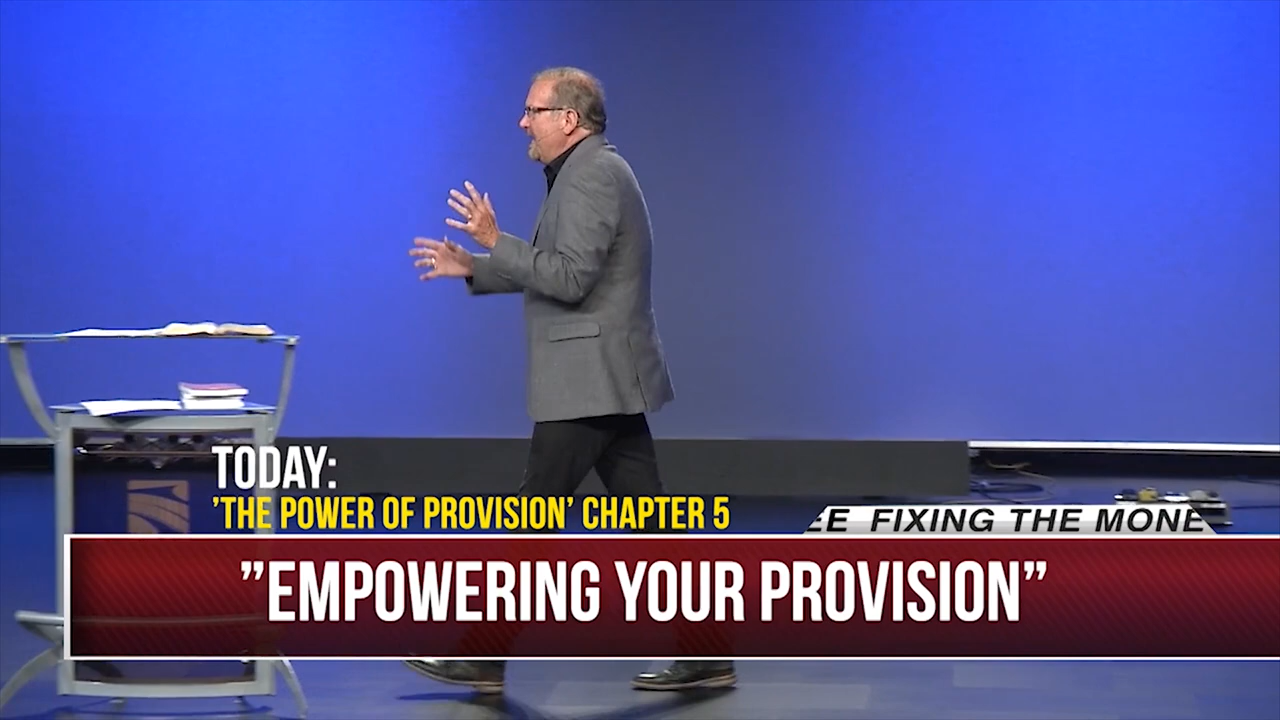 TODAY:
'THE POWER OF PROVISION' CHAPTER 5
FIXING THE
"EMPOWERING YOUR PROVISION"